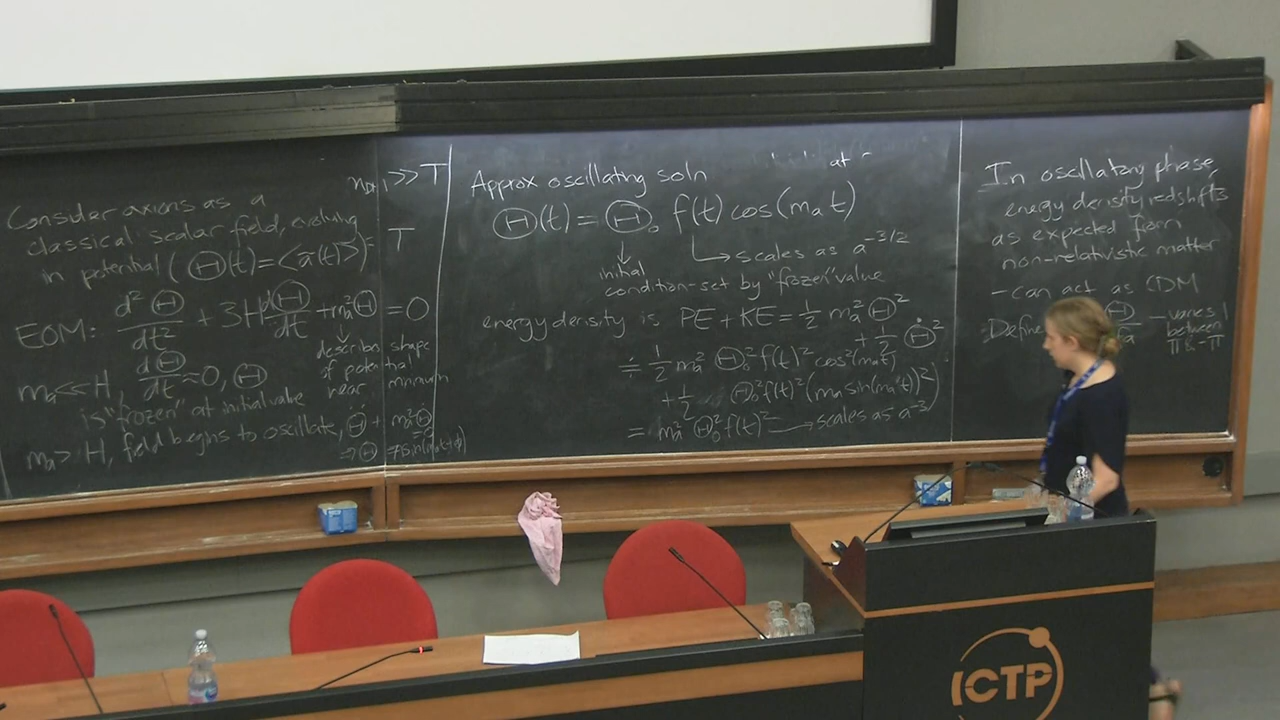 Consider axions as a
classical scalar field, evolving
in potential (Θ(t) = <a(t)>)
EOM: d²Θ/dt² + 3H dΘ/dt + mₐ²Θ = 0
describes shape
of potential
near minimum
mₐ << H, dΘ/dt ≈ 0, Θ
is "frozen" at initial value
mₐ > H, field begins to oscillate, Θ̈ + mₐ²Θ
>> T
T
Approx oscillating soln
Θ(t) = Θ₀ f(t) cos(mₐ t)
→ scales as a^(-3/2)
initial
condition - set by "frozen" value
energy density is PE + KE = ½ mₐ² Θ²
+ ½ Θ̇²
≐ ½ mₐ² Θ₀² f(t)² cos²(mₐt)
+ ½ Θ₀² f(t)² (mₐ sin(mₐt))²
= mₐ² Θ₀² f(t)² → scales as a⁻³
at
In oscillatory phase,
energy density redshifts
as expected from
non-relativistic matter
- can act as CDM
Define
- varies
between
π & -π
ICTP